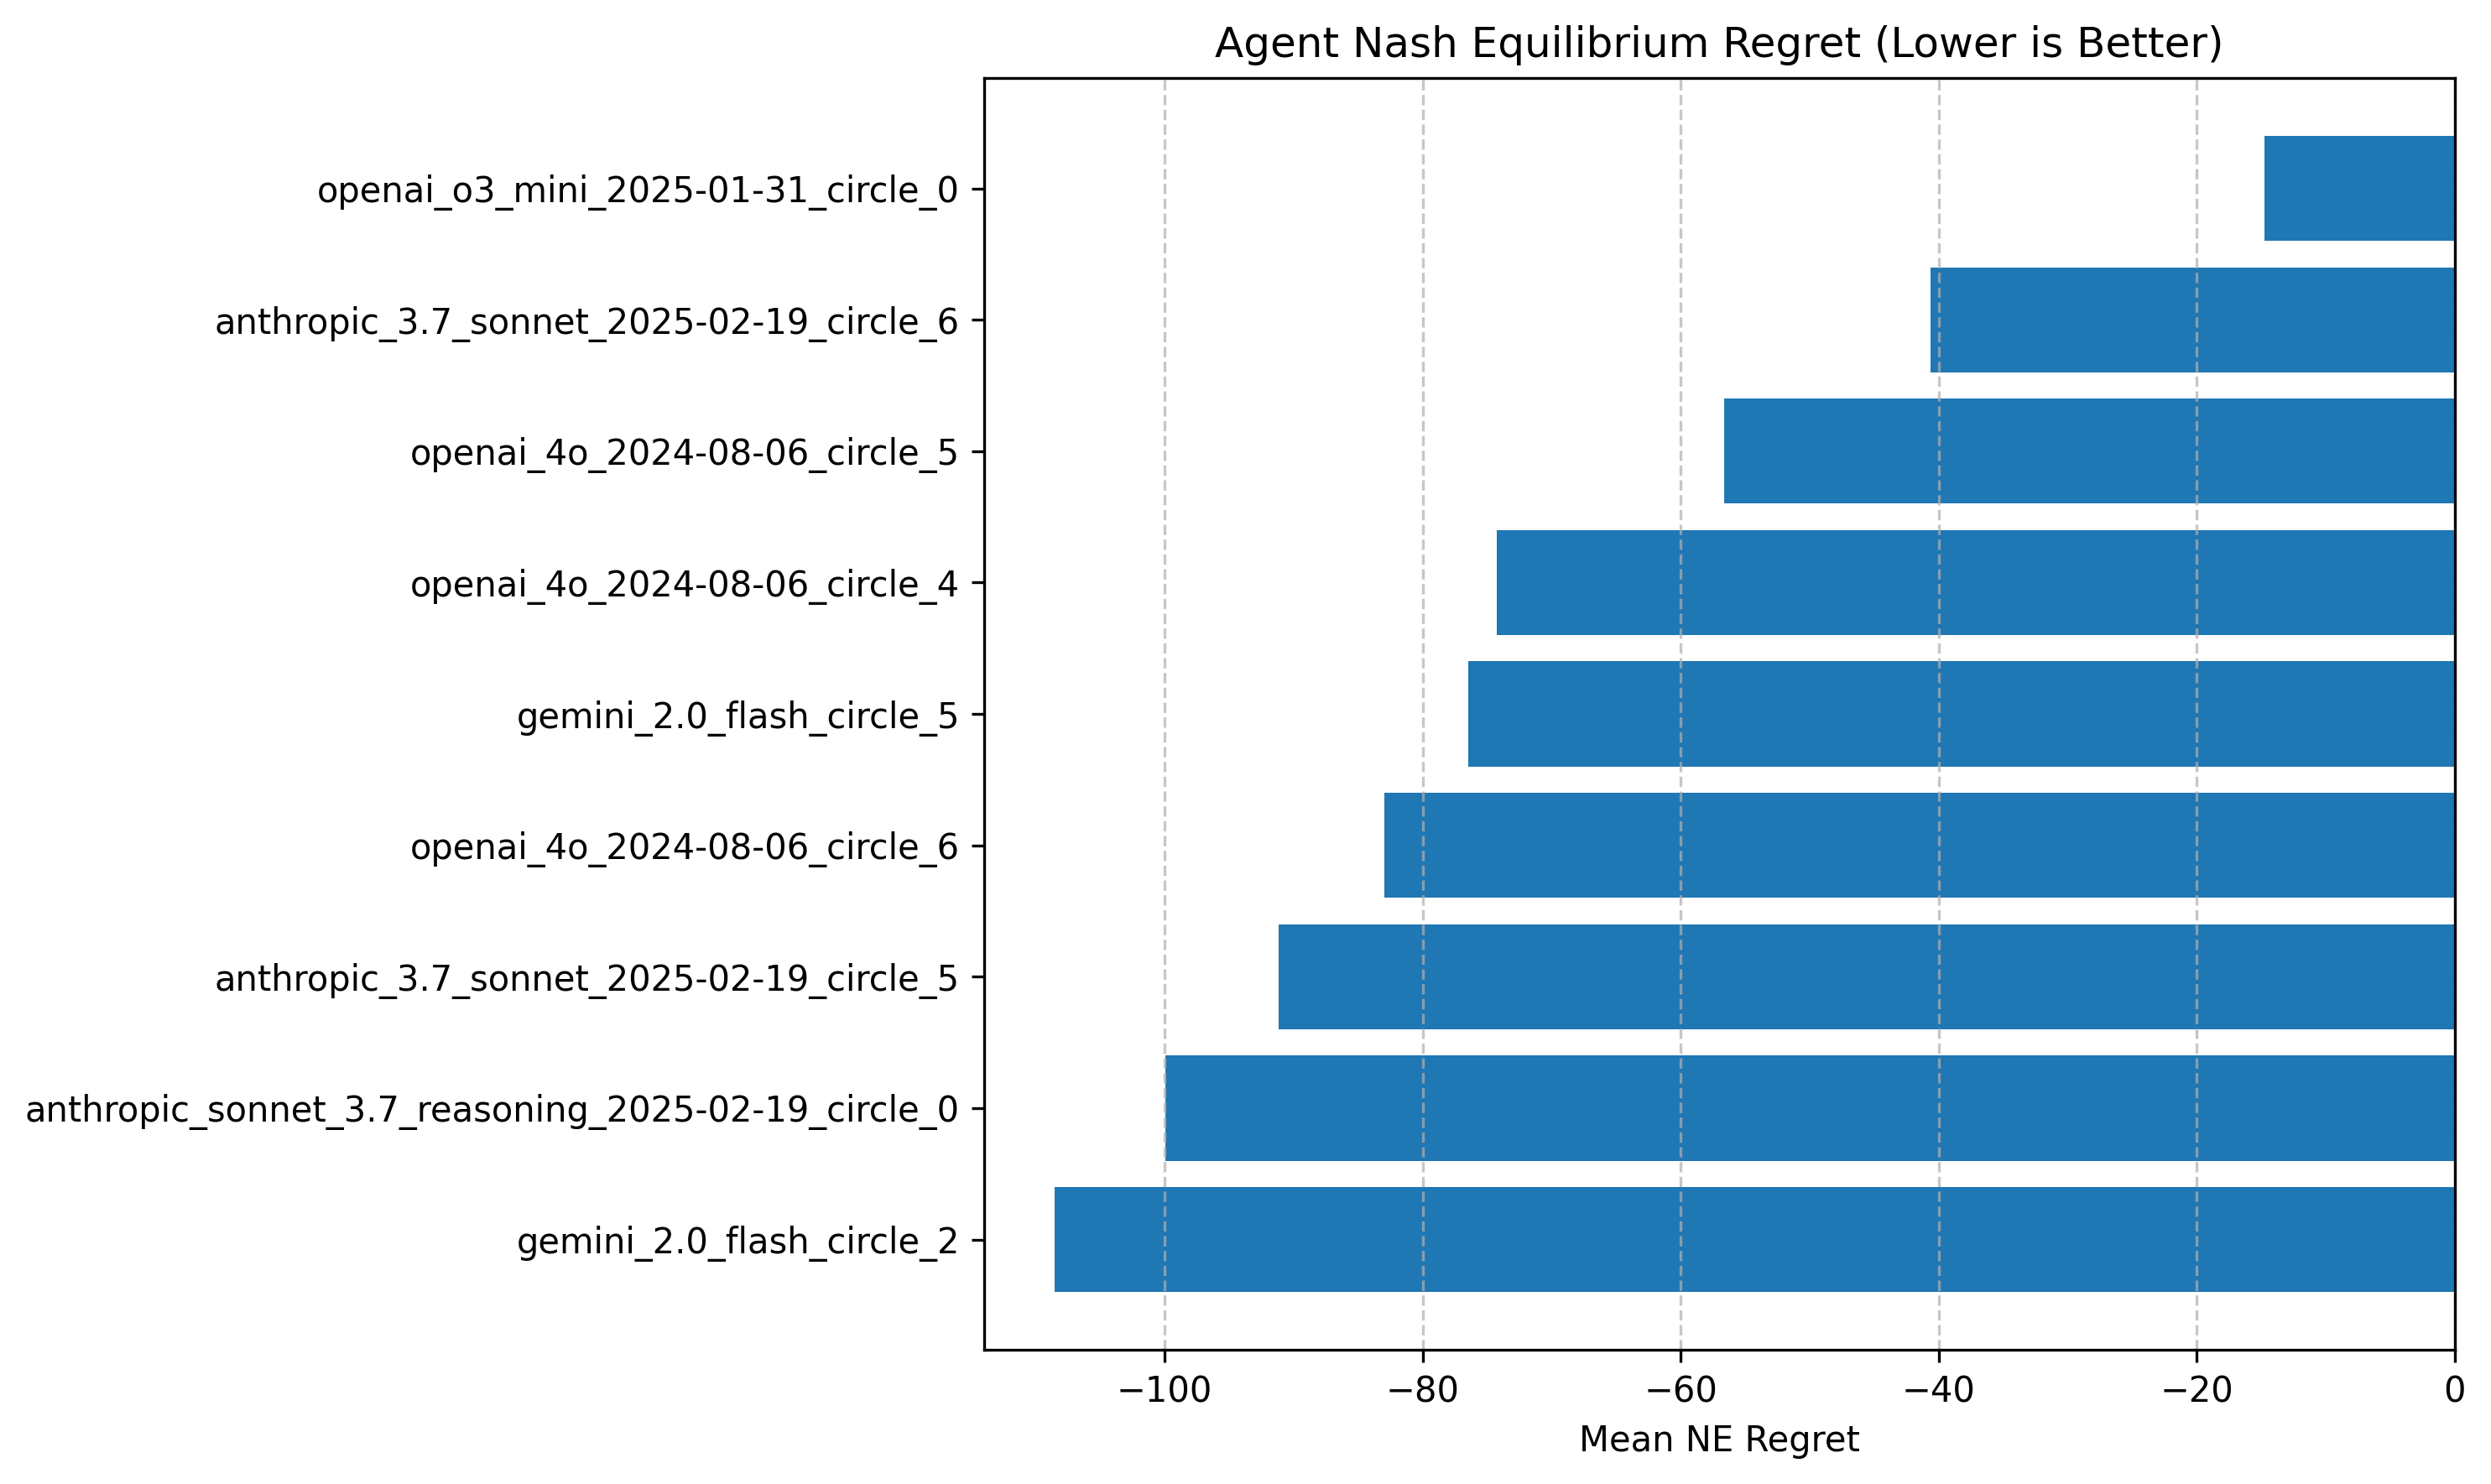 Agent Nash Equilibrium Regret (Lower is Better)
openai_o3_mini_2025-01-31_circle_0
anthropic_3.7_sonnet_2025-02-19_circle_6
openai_4o_2024-08-06_circle_5
openai_4o_2024-08-06_circle_4
gemini_2.0_flash_circle_5
openai_4o_2024-08-06_circle_6
anthropic_3.7_sonnet_2025-02-19_circle_5
anthropic_sonnet_3.7_reasoning_2025-02-19_circle_0
gemini_2.0_flash_circle_2
−100 −80 −60 −40 −20 0
Mean NE Regret